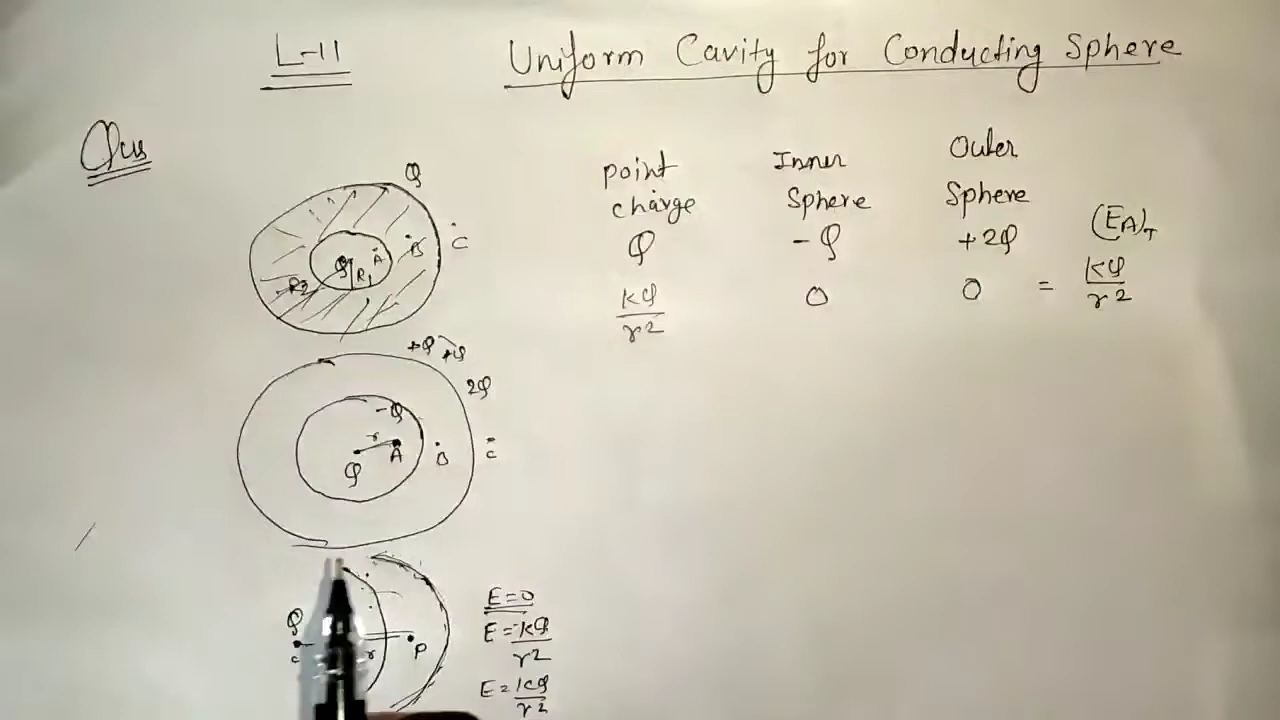 L-11
Uniform Cavity for Conducting Sphere
Qus
Q
A
B
C
Q
R1
R2
point charge
Inner Sphere
Outer Sphere
Q
-Q
+2Q
(EA)T
kQ/r2
0
0
=
kQ/r2
+Q +Q
2Q
-Q
r
A
B
C
Q
Q
c
r
P
E=0
E=-kQ/r2
E=kQ/r2